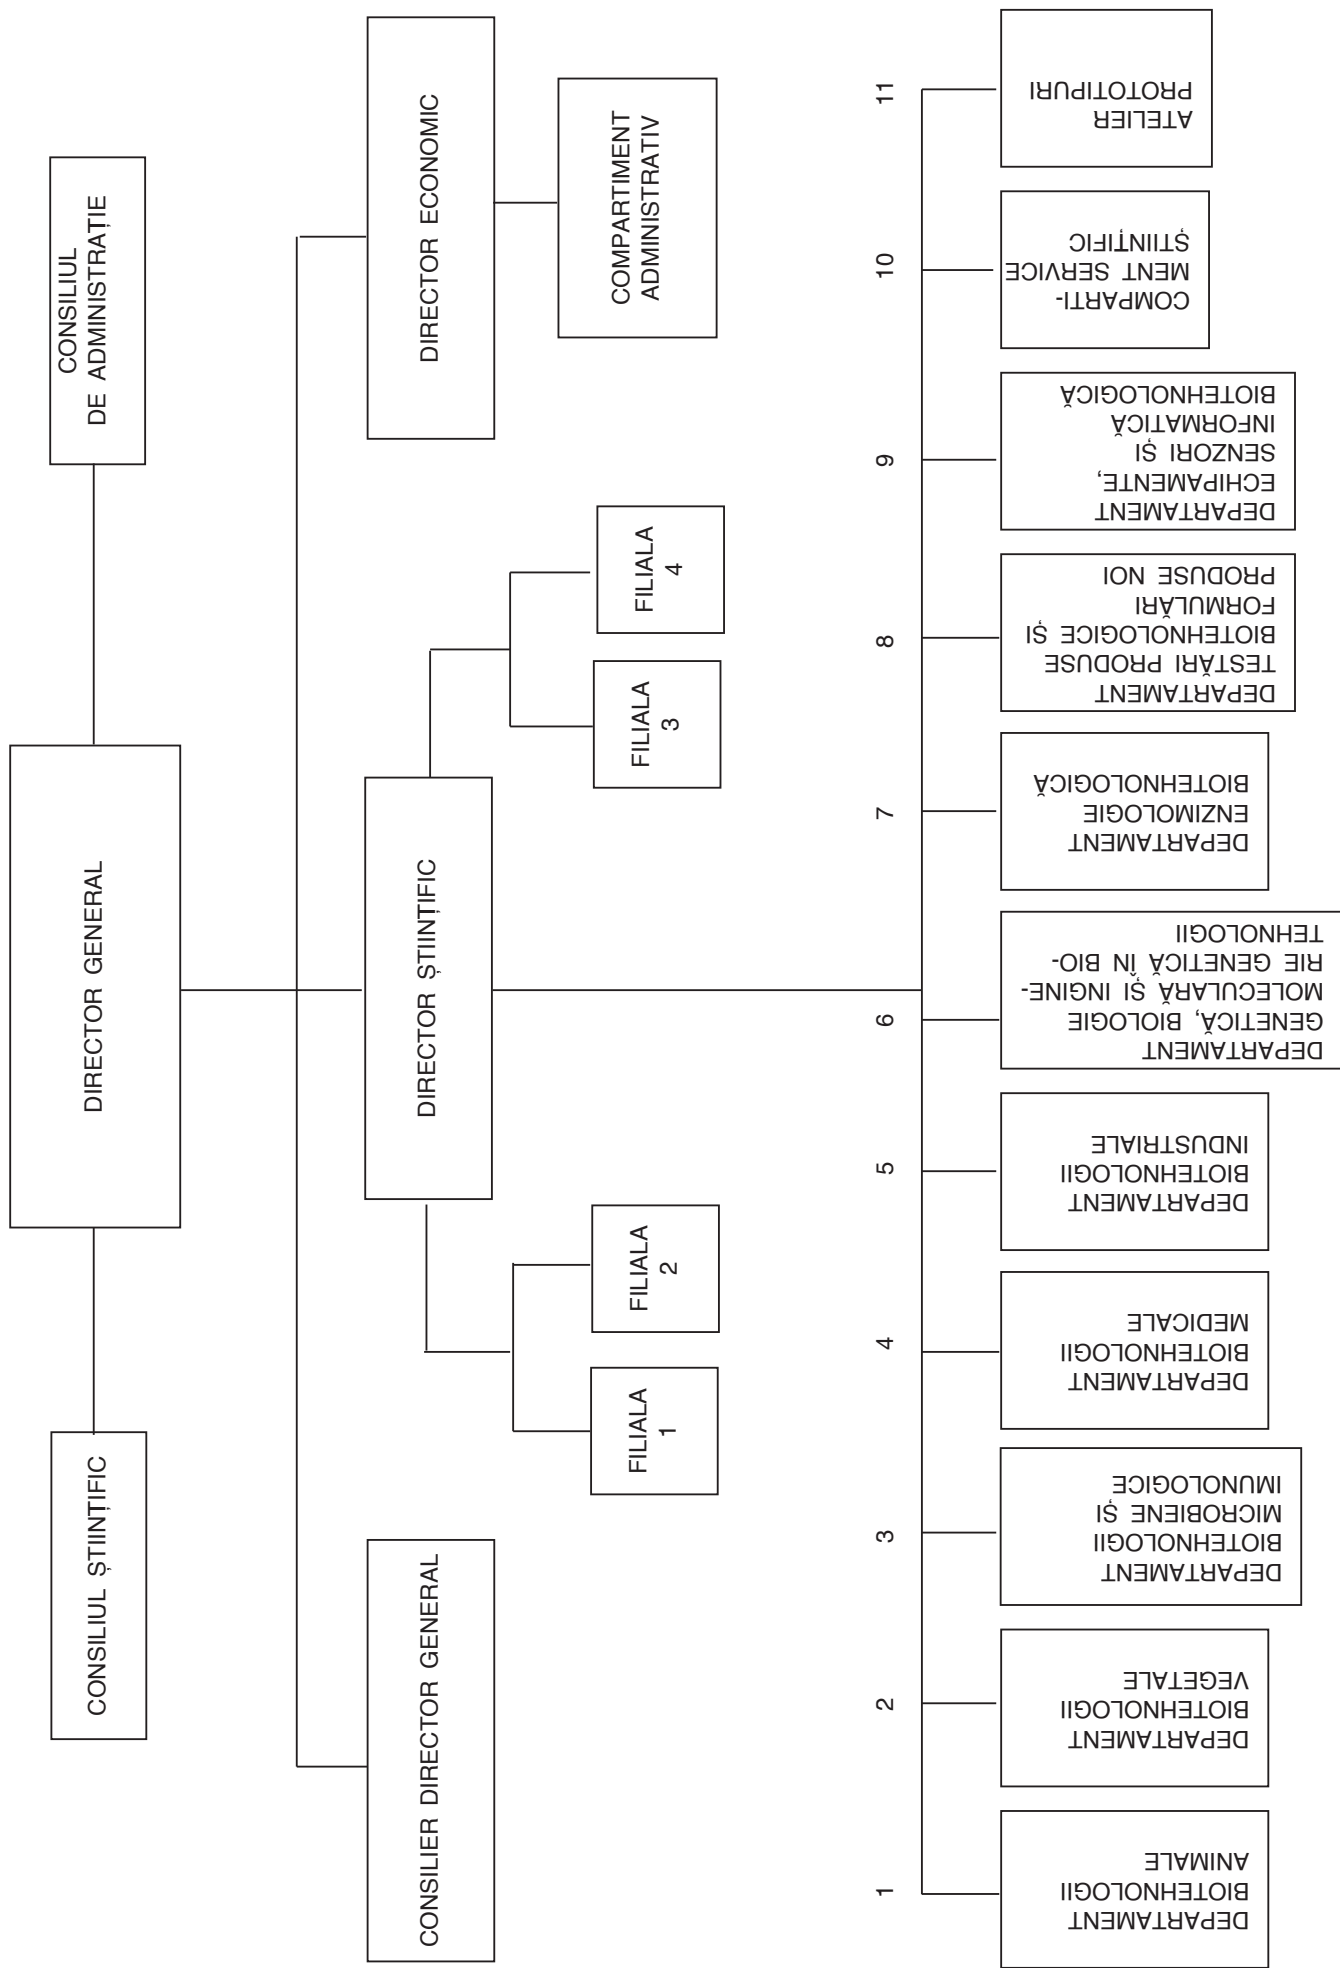 CONSILIUL ȘTIINȚIFIC
DIRECTOR GENERAL
CONSILIUL
DE ADMINISTRAȚIE
CONSILIER DIRECTOR GENERAL
DIRECTOR ȘTIINȚIFIC
DIRECTOR ECONOMIC
FILIALA
1
FILIALA
2
FILIALA
3
FILIALA
4
COMPARTIMENT
ADMINISTRATIV
1
2
3
4
5
6
7
8
9
10
11
DEPARTAMENT
BIOTEHNOLOGII
ANIMALE
DEPARTAMENT
BIOTEHNOLOGII
VEGETALE
DEPARTAMENT
BIOTEHNOLOGII
MICROBIENE ȘI
IMUNOLOGICE
DEPARTAMENT
BIOTEHNOLOGII
MEDICALE
DEPARTAMENT
BIOTEHNOLOGII
INDUSTRIALE
DEPARTAMENT
GENETICĂ, BIOLOGIE
MOLECULARĂ ȘI INGINE-
RIE GENETICĂ ÎN BIO-
TEHNOLOGII
DEPARTAMENT
ENZIMOLOGIE
BIOTEHNOLOGICĂ
DEPARTAMENT
TESTĂRI PRODUSE
BIOTEHNOLOGICE ȘI
FORMULĂRI
PRODUSE NOI
DEPARTAMENT
ECHIPAMENTE,
SENZORI ȘI
INFORMATICĂ
BIOTEHNOLOGICĂ
COMPARTI-
MENT SERVICE
ȘTIINȚIFIC
ATELIER
PROTOTIPURI